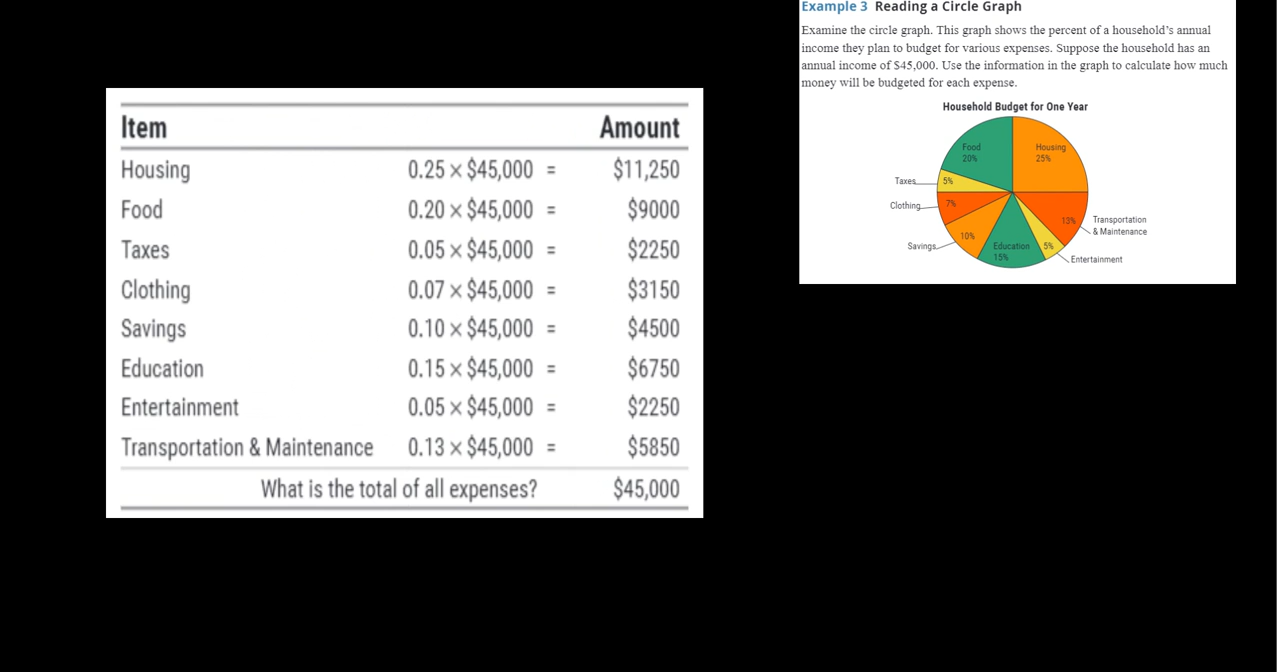 Example 3 Reading a Circle Graph
Examine the circle graph. This graph shows the percent of a household’s annual
income they plan to budget for various expenses. Suppose the household has an
annual income of $45,000. Use the information in the graph to calculate how much
money will be budgeted for each expense.
Household Budget for One Year
Food
20%
Housing
25%
Taxes
5%
Clothing
7%
Savings
10%
Education
15%
5%
Entertainment
13%
Transportation
& Maintenance
Item Amount
Housing 0.25 × $45,000 = $11,250
Food 0.20 × $45,000 = $9000
Taxes 0.05 × $45,000 = $2250
Clothing 0.07 × $45,000 = $3150
Savings 0.10 × $45,000 = $4500
Education 0.15 × $45,000 = $6750
Entertainment 0.05 × $45,000 = $2250
Transportation & Maintenance 0.13 × $45,000 = $5850
What is the total of all expenses? $45,000